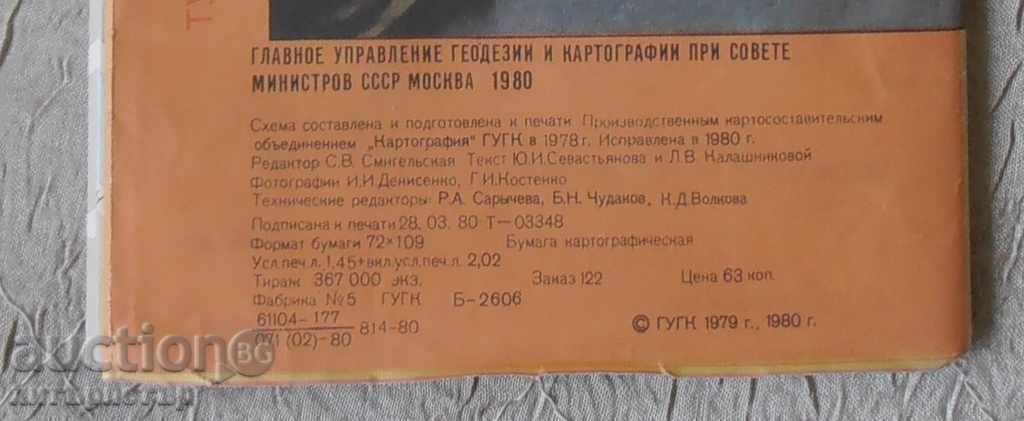 ТУ
ГЛАВНОЕ УПРАВЛЕНИЕ ГЕОДЕЗИИ И КАРТОГРАФИИ ПРИ СОВЕТЕ
МИНИСТРОВ СССР МОСКВА 1980
Схема составлена и подготовлена к печати Производственным картосоставительским
объединением „Картография" ГУГК в 1978 г. Исправлена в 1980 г.
Редактор С.В. Смигельская Текст Ю.И.Севастьянова и Л.В. Калашниковой
Фотографии И.И.Денисенко, Г.И.Костенко
Технические редакторы: Р.А. Сарычева, Б.Н. Чудаков, К.Д.Волкова
Подписана к печати 28. 03. 80 Т-03348
Формат бумаги 72×109 Бумага картографическая
Усл.печ л. 1,45+вкл.усл.печ.л. 2,02
Тираж 367 000 экз. Заказ 122 Цена 63 коп.
Фабрика №5 ГУГК Б-2606
61104-177
071 (02)-80 814-80
© ГУГК 1979 г., 1980 г.
auctionBG
антъристър